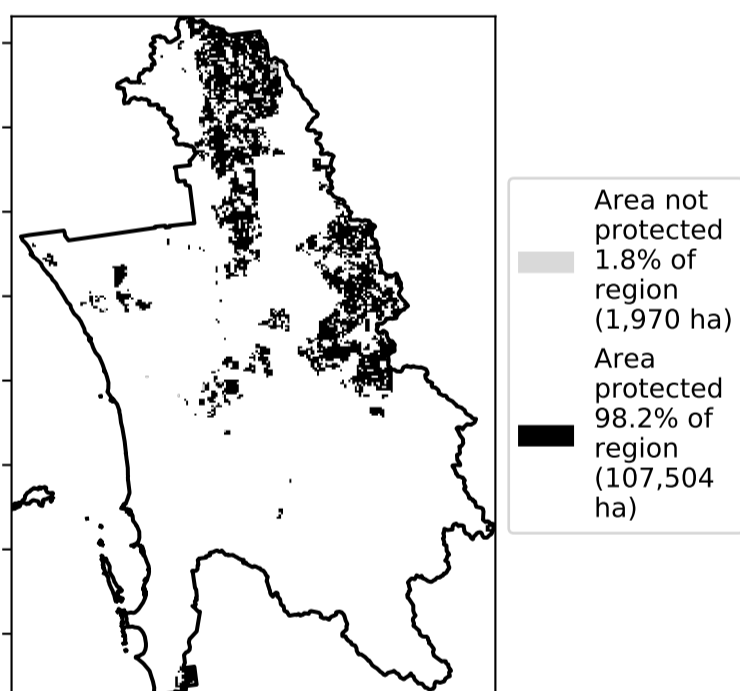 Area not
protected
1.8% of
region
(1,970 ha)
Area
protected
98.2% of
region
(107,504
ha)